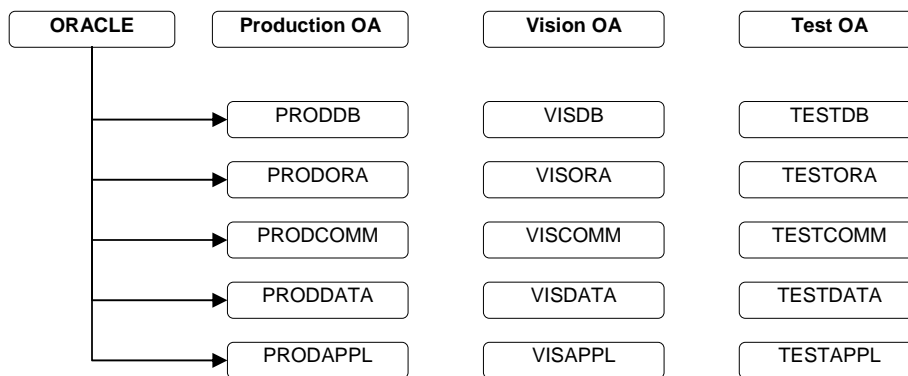 ORACLE
Production OA
Vision OA
Test OA
PRODDB
VISDB
TESTDB
PRODORA
VISORA
TESTORA
PRODCOMM
VISCOMM
TESTCOMM
PRODDATA
VISDATA
TESTDATA
PRODAPPL
VISAPPL
TESTAPPL